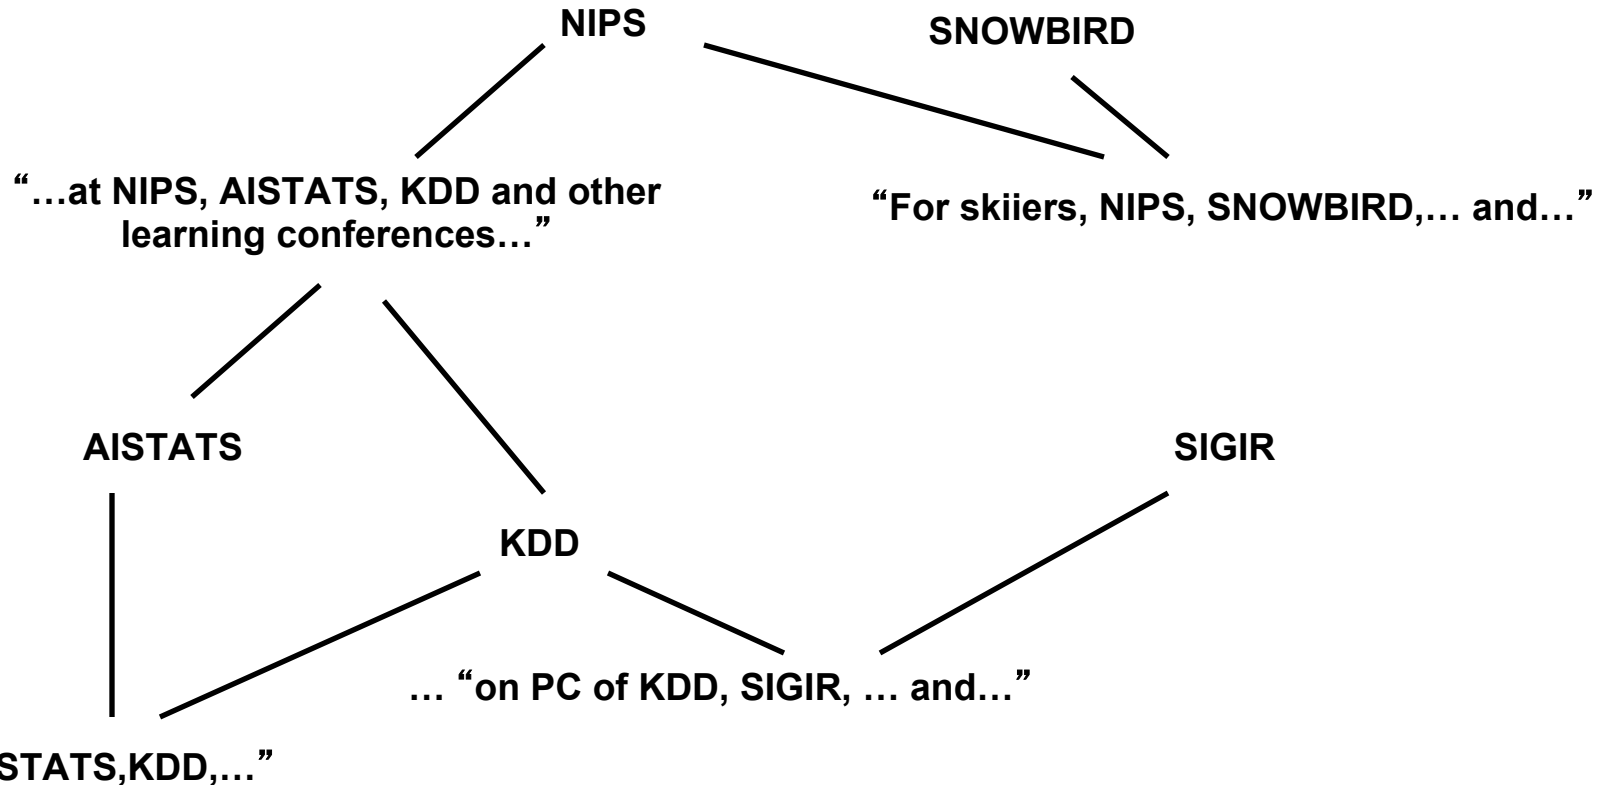 NIPS
SNOWBIRD
“…at NIPS, AISTATS, KDD and other
learning conferences…”
“For skiiers, NIPS, SNOWBIRD,… and…”
AISTATS
SIGIR
KDD
… “on PC of KDD, SIGIR, … and…”
STATS,KDD,…”